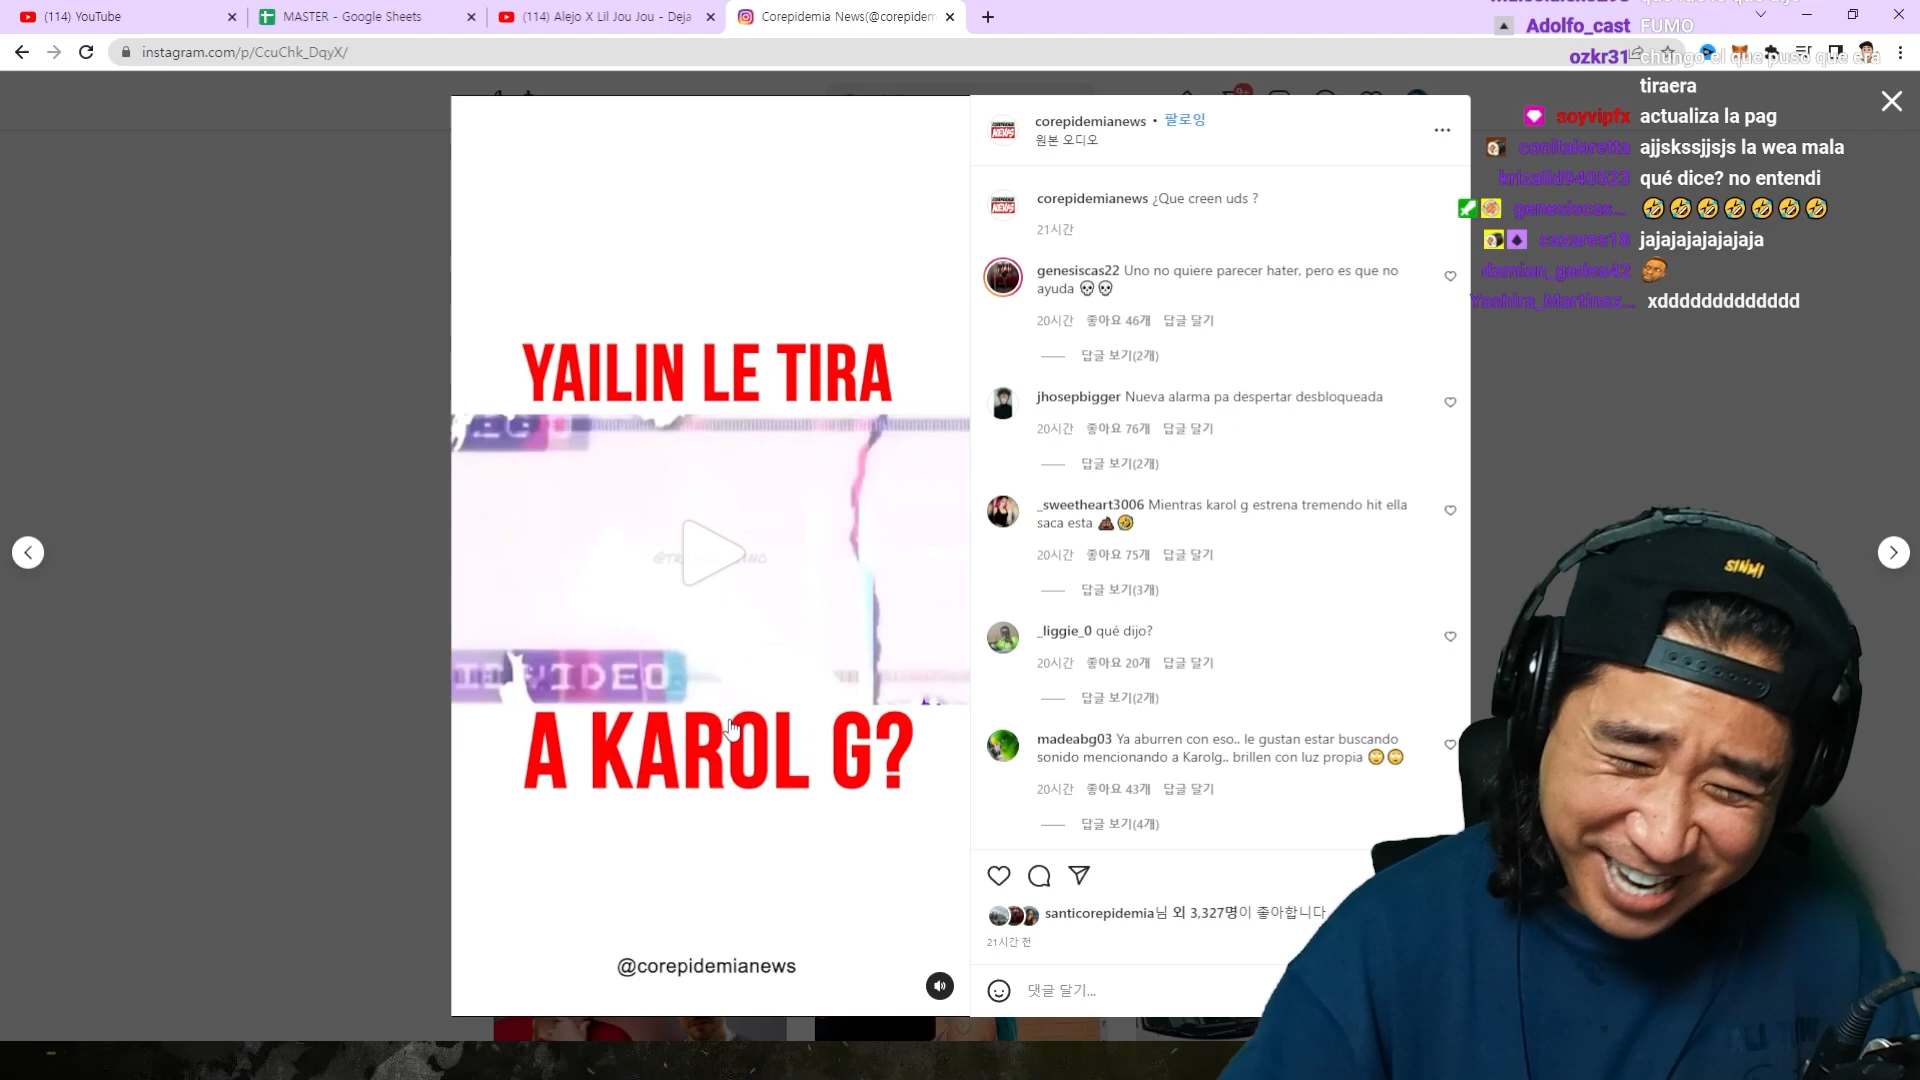 (114) YouTube
MASTER - Google Sheets
(114) Alejo X Lil Jou Jou - Deja
Corepidemia News(@corepidem
instagram.com/p/CcuChk_DqyX/
YAILIN LE TIRA
VIDEO
A KAROL G?
@corepidemianews
corepidemianews • 팔로잉
원본 오디오
corepidemianews ¿Que creen uds ?
21시간
genesiscas22 Uno no quiere parecer hater, pero es que no
ayuda 💀💀
20시간 좋아요 46개 답글 달기
답글 보기(2개)
jhosepbigger Nueva alarma pa despertar desbloqueada
20시간 좋아요 76개 답글 달기
답글 보기(2개)
_sweetheart3006 Mientras karol g estrena tremendo hit ella
saca esta 💩🤣
20시간 좋아요 75개 답글 달기
답글 보기(3개)
_liggie_0 qué dijo?
20시간 좋아요 20개 답글 달기
답글 보기(2개)
madeabg03 Ya aburren con eso.. le gustan estar buscando
sonido mencionando a Karolg.. brillen con luz propia 🙄🙄
20시간 좋아요 43개 답글 달기
답글 보기(4개)
santicorepidemia님 외 3,327명이 좋아합니다
21시간 전
댓글 달기...
Adolfo_cast FUMO
ozkr31 chungo el que puso que era
tiraera
soyvipfx actualiza la pag
conitaloretta ajjskssjjsjs la wea mala
krizalid940523 qué dice? no entendi
genesiscas... 🤣🤣🤣🤣🤣🤣🤣
cazares18 jajajajajajajaja
damian_godea42
Yashira_Martinez... xddddddddddddd
SINMI